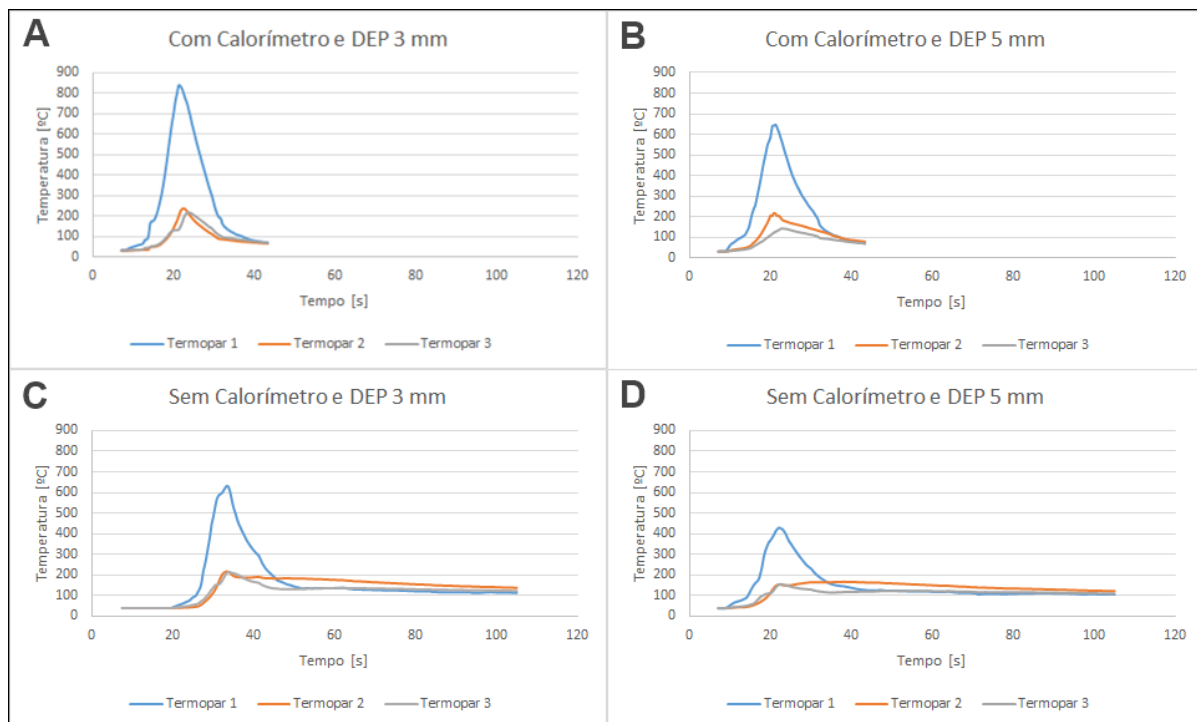 A
Com Calorímetro e DEP 3 mm
Temperatura [ºC]
900
800
700
600
500
400
300
200
100
0
0 20 40 60 80 100 120
Tempo [s]
Termopar 1 Termopar 2 Termopar 3
B
Com Calorímetro e DEP 5 mm
Temperatura [ºC]
900
800
700
600
500
400
300
200
100
0
0 20 40 60 80 100 120
Tempo [s]
Termopar 1 Termopar 2 Termopar 3
C
Sem Calorímetro e DEP 3 mm
Temperatura [ºC]
900
800
700
600
500
400
300
200
100
0
0 20 40 60 80 100 120
Tempo [s]
Termopar 1 Termopar 2 Termopar 3
D
Sem Calorímetro e DEP 5 mm
Temperatura [ºC]
900
800
700
600
500
400
300
200
100
0
0 20 40 60 80 100 120
Tempo [s]
Termopar 1 Termopar 2 Termopar 3